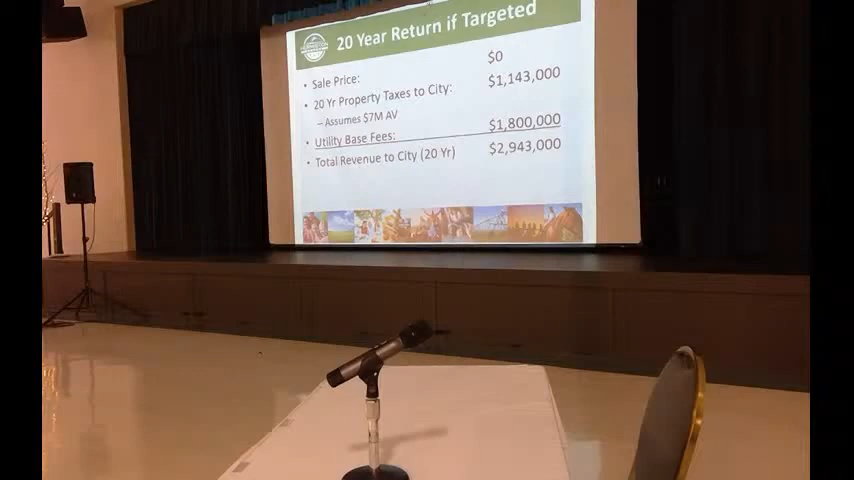 20 Year Return if Targeted
• Sale Price: $0
• 20 Yr Property Taxes to City: $1,143,000
– Assumes $7M AV
• Utility Base Fees: $1,800,000
• Total Revenue to City (20 Yr) $2,943,000